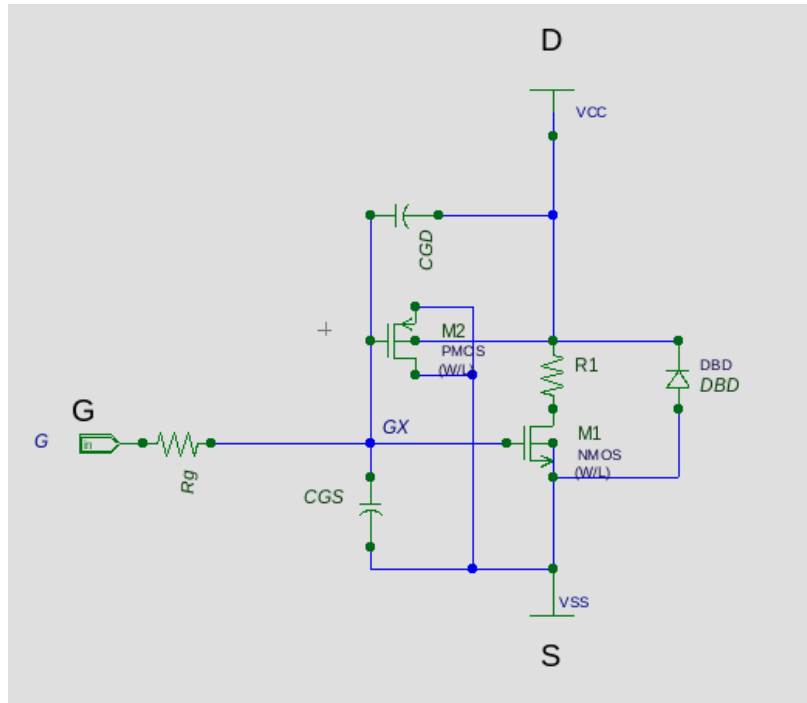 D
VCC
CGD
M2
PMOS
(W/L)
R1
DBD
DBD
G
G
in
Rg
GX
M1
NMOS
(W/L)
CGS
VSS
S